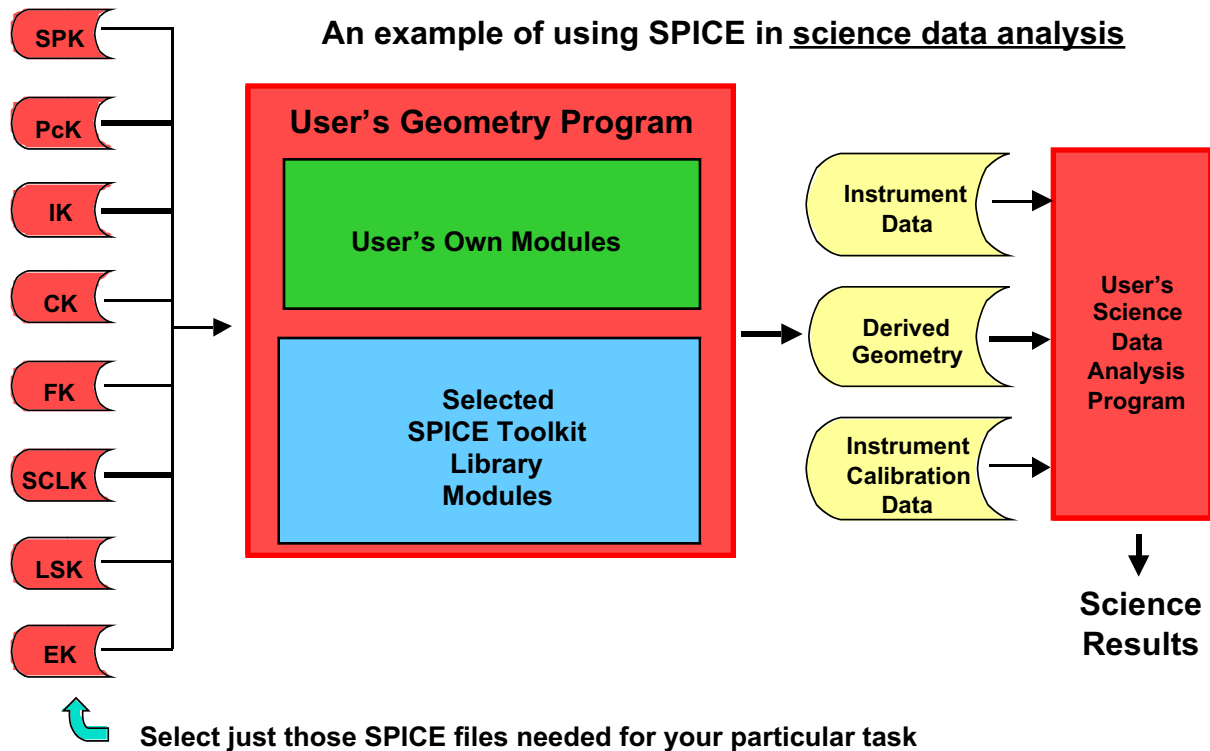 An example of using SPICE in science data analysis
SPK
PcK
IK
CK
FK
SCLK
LSK
EK
User’s Geometry Program
User’s Own Modules
Selected
SPICE Toolkit
Library
Modules
Instrument
Data
Derived
Geometry
Instrument
Calibration
Data
User’s
Science
Data
Analysis
Program
Science
Results
Select just those SPICE files needed for your particular task